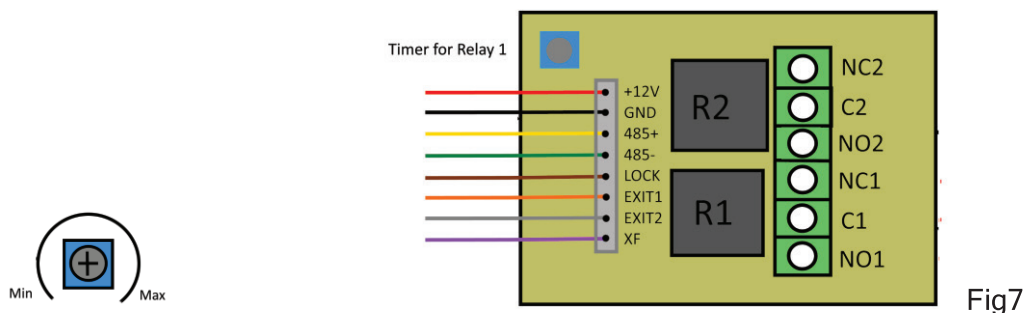 Timer for Relay 1
+12V
GND
485+
485-
LOCK
EXIT1
EXIT2
XF
R2
R1
NC2
C2
NO2
NC1
C1
NO1
Min
Max
Fig7